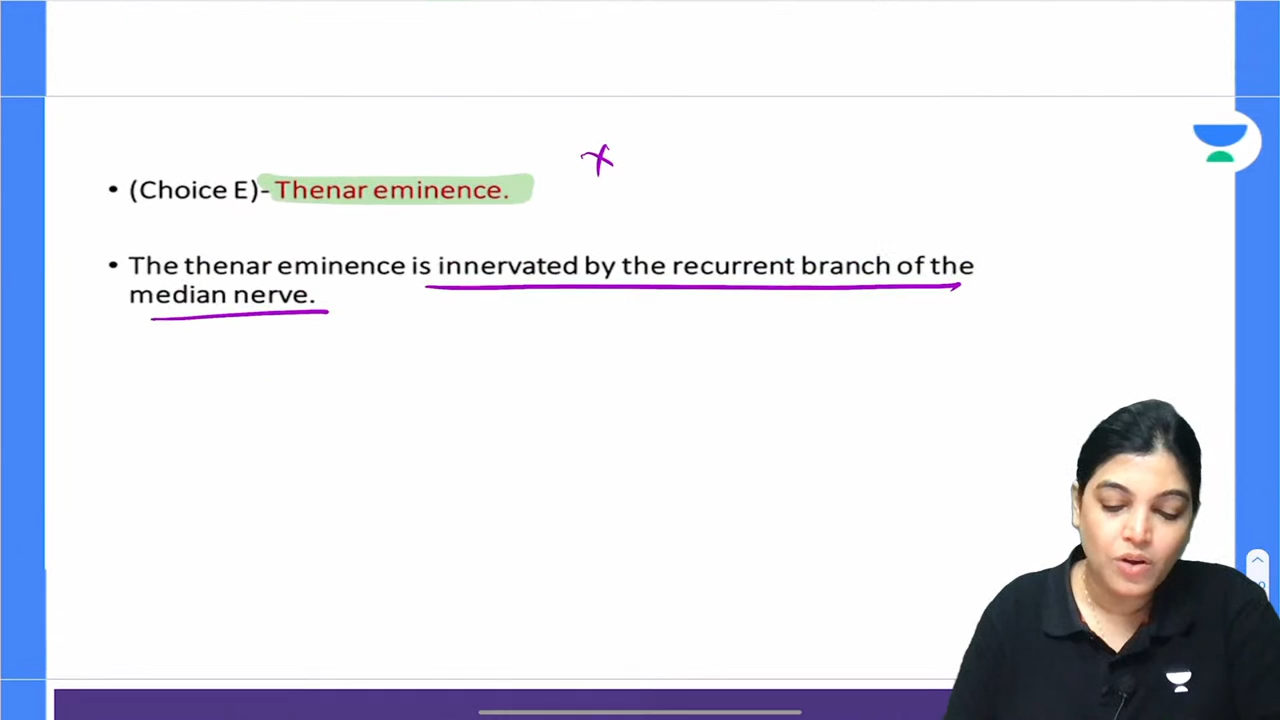 • (Choice E)- Thenar eminence.
• The thenar eminence is innervated by the recurrent branch of the
median nerve.